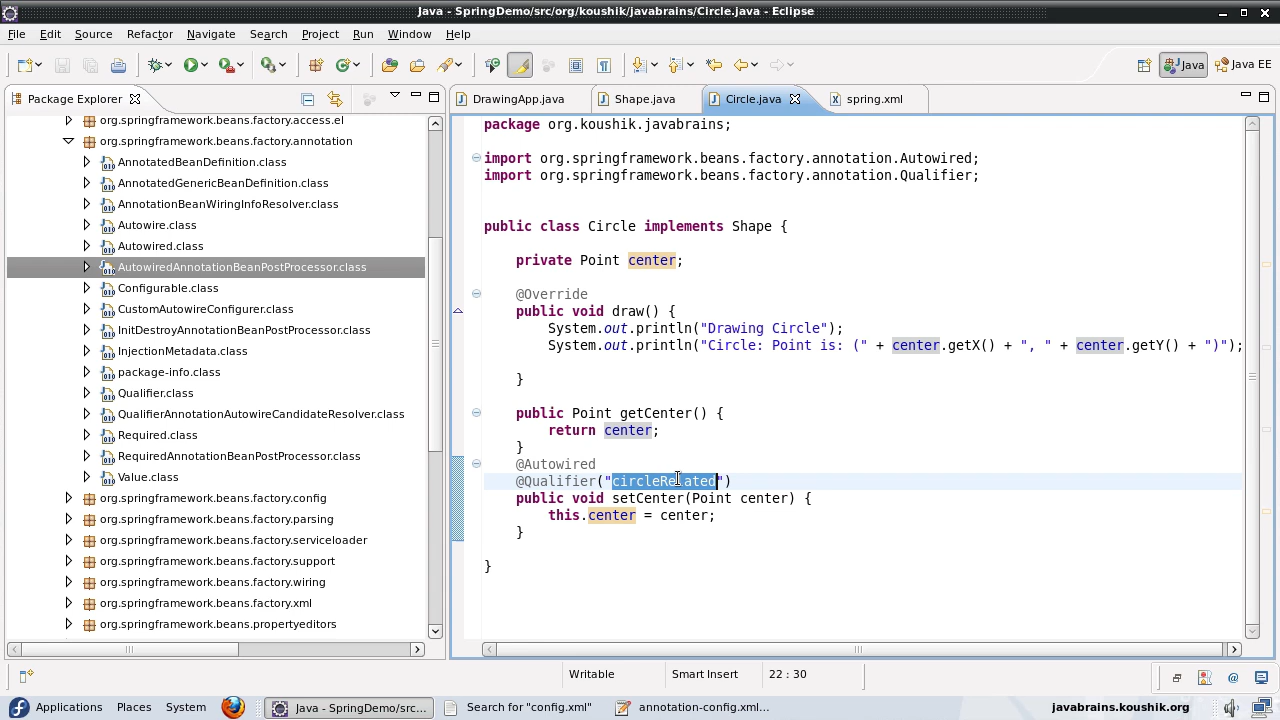 Java - SpringDemo/src/org/koushik/javabrains/Circle.java - Eclipse
File Edit Source Refactor Navigate Search Project Run Window Help
Java Java EE
Package Explorer
org.springframework.beans.factory.access.el
org.springframework.beans.factory.annotation
AnnotatedBeanDefinition.class
AnnotatedGenericBeanDefinition.class
AnnotationBeanWiringInfoResolver.class
Autowire.class
Autowired.class
AutowiredAnnotationBeanPostProcessor.class
Configurable.class
CustomAutowireConfigurer.class
InitDestroyAnnotationBeanPostProcessor.class
InjectionMetadata.class
package-info.class
Qualifier.class
QualifierAnnotationAutowireCandidateResolver.class
Required.class
RequiredAnnotationBeanPostProcessor.class
Value.class
org.springframework.beans.factory.config
org.springframework.beans.factory.parsing
org.springframework.beans.factory.serviceloader
org.springframework.beans.factory.support
org.springframework.beans.factory.wiring
org.springframework.beans.factory.xml
org.springframework.beans.propertyeditors
DrawingApp.java Shape.java Circle.java spring.xml
package org.koushik.javabrains;
import org.springframework.beans.factory.annotation.Autowired;
import org.springframework.beans.factory.annotation.Qualifier;
public class Circle implements Shape {
private Point center;
@Override
public void draw() {
System.out.println("Drawing Circle");
System.out.println("Circle: Point is: (" + center.getX() + ", " + center.getY() + ")");
}
public Point getCenter() {
return center;
}
@Autowired
@Qualifier("circleRelated")
public void setCenter(Point center) {
this.center = center;
}
}
Writable Smart Insert 22 : 30
Applications Places System Java - SpringDemo/src... Search for "config.xml" annotation-config.xml... javabrains.koushik.org